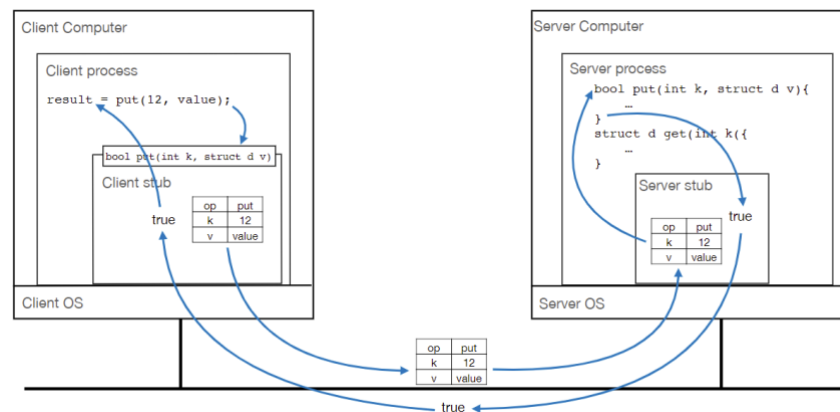 Client Computer
Client process
result = put(12, value);
bool put(int k, struct d v)
Client stub
true
op put
k 12
v value
Client OS
Server Computer
Server process
bool put(int k, struct d v){
…
}
struct d get(int k({
…
}
Server stub
true
op put
k 12
v value
Server OS
op put
k 12
v value
true